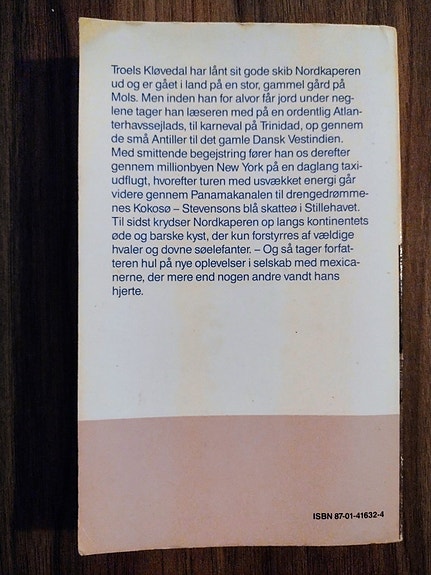 Troels Kløvedal har lånt sit gode skib Nordkaperen
ud og er gået i land på en stor, gammel gård på
Mols. Men inden han for alvor får jord under neg-
lene tager han læseren med på en ordentlig Atlan-
terhavssejlads, til karneval på Trinidad, op gennem
de små Antiller til det gamle Dansk Vestindien.
Med smittende begejstring fører han os derefter
gennem millionbyen New York på en daglang taxi-
udflugt, hvorefter turen med usvækket energi går
videre gennem Panamakanalen til drengedrømme-
nes Kokosø – Stevensons blå skatteø i Stillehavet.
Til sidst krydser Nordkaperen op langs kontinentets
øde og barske kyst, der kun forstyrres af vældige
hvaler og dovne søelefanter. – Og så tager forfat-
teren hul på nye oplevelser i selskab med mexica-
nerne, der mere end nogen andre vandt hans
hjerte.
ISBN 87-01-41632-4